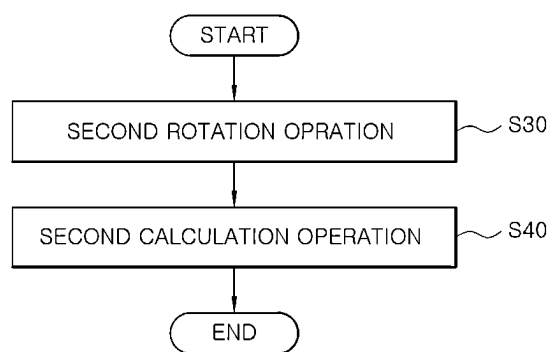 START
SECOND ROTATION OPRATION
S30
SECOND CALCULATION OPERATION
S40
END